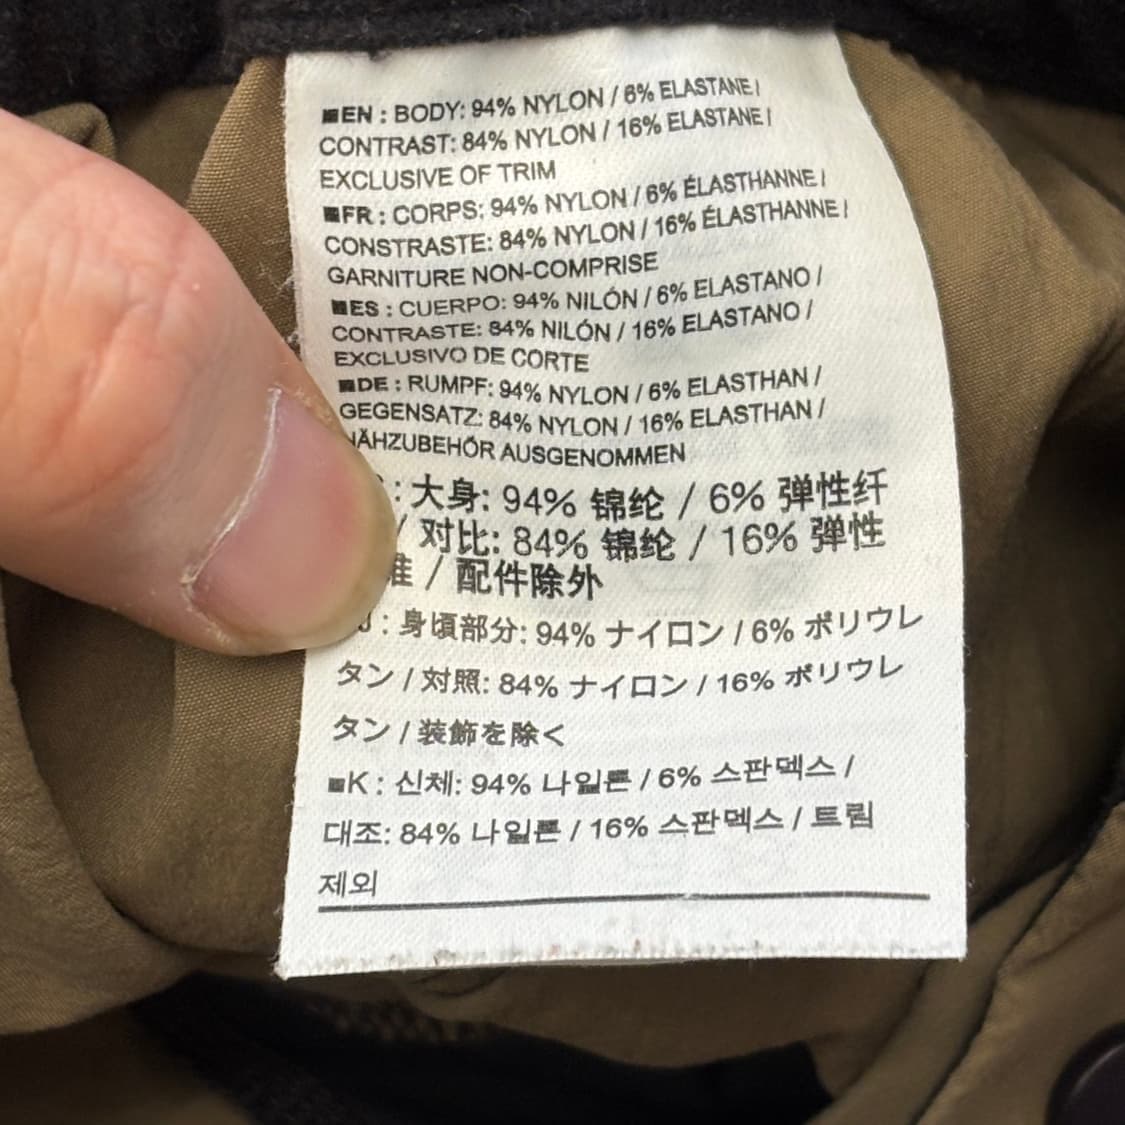 ■EN : BODY: 94% NYLON / 6% ELASTANE /
CONTRAST: 84% NYLON / 16% ELASTANE /
EXCLUSIVE OF TRIM
■FR : CORPS: 94% NYLON / 6% ÉLASTHANNE /
CONSTRASTE: 84% NYLON / 16% ÉLASTHANNE /
GARNITURE NON-COMPRISE
■ES : CUERPO: 94% NILÓN / 6% ELASTANO /
CONTRASTE: 84% NILÓN / 16% ELASTANO /
EXCLUSIVO DE CORTE
■DE : RUMPF: 94% NYLON / 6% ELASTHAN /
GEGENSATZ: 84% NYLON / 16% ELASTHAN /
NÄHZUBEHÖR AUSGENOMMEN
: 大身: 94% 锦纶 / 6% 弹性纤
/ 对比: 84% 锦纶 / 16% 弹性
/ 配件除外
J : 身頃部分: 94% ナイロン / 6% ポリウレ
タン / 対照: 84% ナイロン / 16% ポリウレ
タン / 装飾を除く
■K : 신체: 94% 나일론 / 6% 스판덱스 /
대조: 84% 나일론 / 16% 스판덱스 / 트림
제외